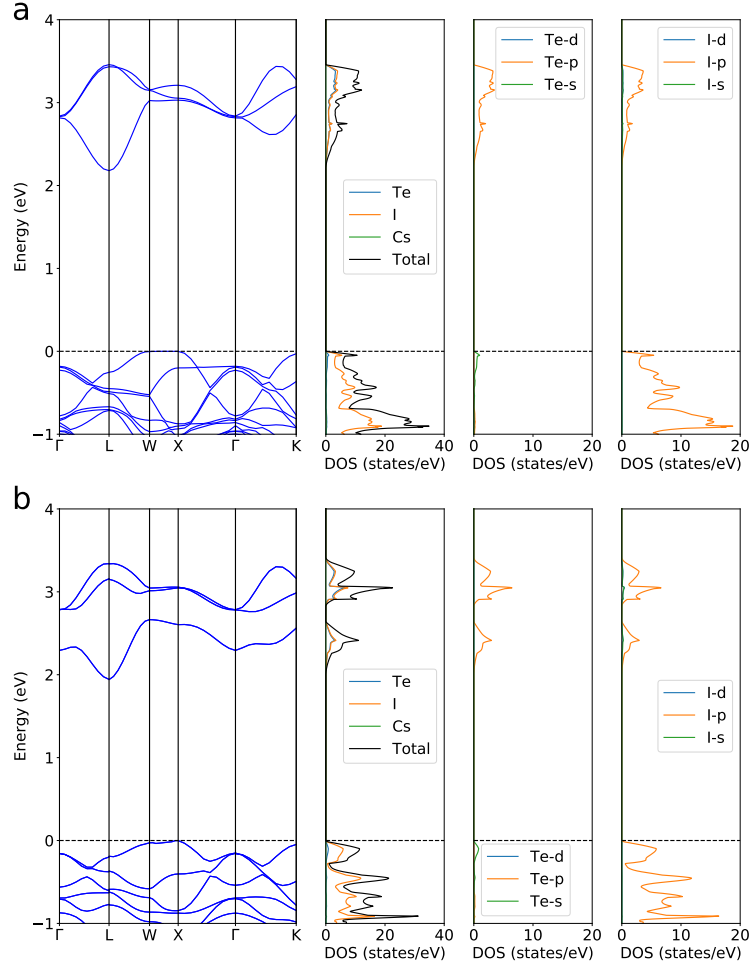 a
4
3
2
1
0
−1
Energy (eV)
Γ L W X Γ K
Te
I
Cs
Total
0 20 40
DOS (states/eV)
Te-d
Te-p
Te-s
0 10 20
DOS (states/eV)
I-d
I-p
I-s
0 10 20
DOS (states/eV)
b
4
3
2
1
0
−1
Energy (eV)
Γ L W X Γ K
Te
I
Cs
Total
0 20 40
DOS (states/eV)
Te-d
Te-p
Te-s
0 10 20
DOS (states/eV)
I-d
I-p
I-s
0 10 20
DOS (states/eV)